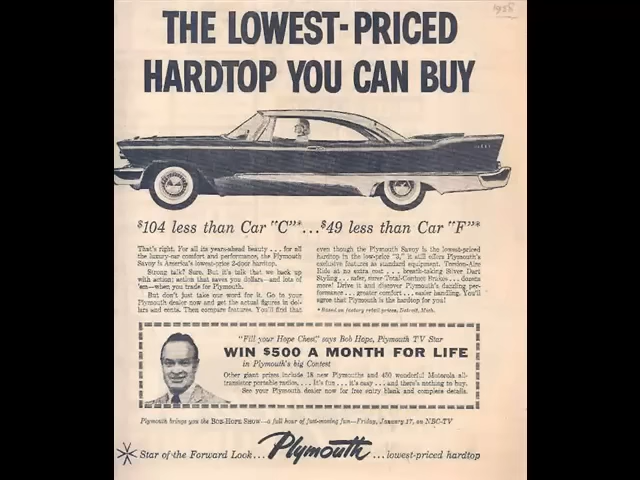 1958
THE LOWEST-PRICED
HARDTOP YOU CAN BUY
$104 less than Car "C"*...$49 less than Car "F"*
That's right. For all its years-ahead beauty . . . for all
the luxury-car comfort and performance, the Plymouth
Savoy is America's lowest-price 2-door hardtop.
Strong talk? Sure. But it's talk that we back up
with action; action that saves you dollars—and lots of
'em—when you trade for Plymouth.
But don't just take our word for it. Go to your
Plymouth dealer now and get the actual figures in dol-
lars and cents. Then compare features. You'll find that
even though the Plymouth Savoy is the lowest-priced
hardtop in the low-price "3," it still offers Plymouth's
exclusive features as standard equipment. Torsion-Aire
Ride at no extra cost . . . breath-taking Silver Dart
Styling . . . safer, surer Total-Contact Brakes . . . dozens
more! Drive it and discover Plymouth's dazzling per-
formance . . . greater comfort . . . easier handling. You'll
agree that Plymouth is the hardtop for you!
* Based on factory retail prices, Detroit, Mich.
"Fill your Hope Chest," says Bob Hope, Plymouth TV Star
WIN $500 A MONTH FOR LIFE
in Plymouth's big Contest
Other giant prizes include 18 new Plymouths and 400 wonderful Motorola all-
transistor portable radios. . . . It's fun . . . it's easy . . . and there's nothing to buy.
See your Plymouth dealer now for free entry blank and complete details.
Plymouth brings you the BOB HOPE SHOW—a full hour of fast-moving fun—Friday, January 17, on NBC-TV
Star of the Forward Look... Plymouth ...lowest-priced hardtop